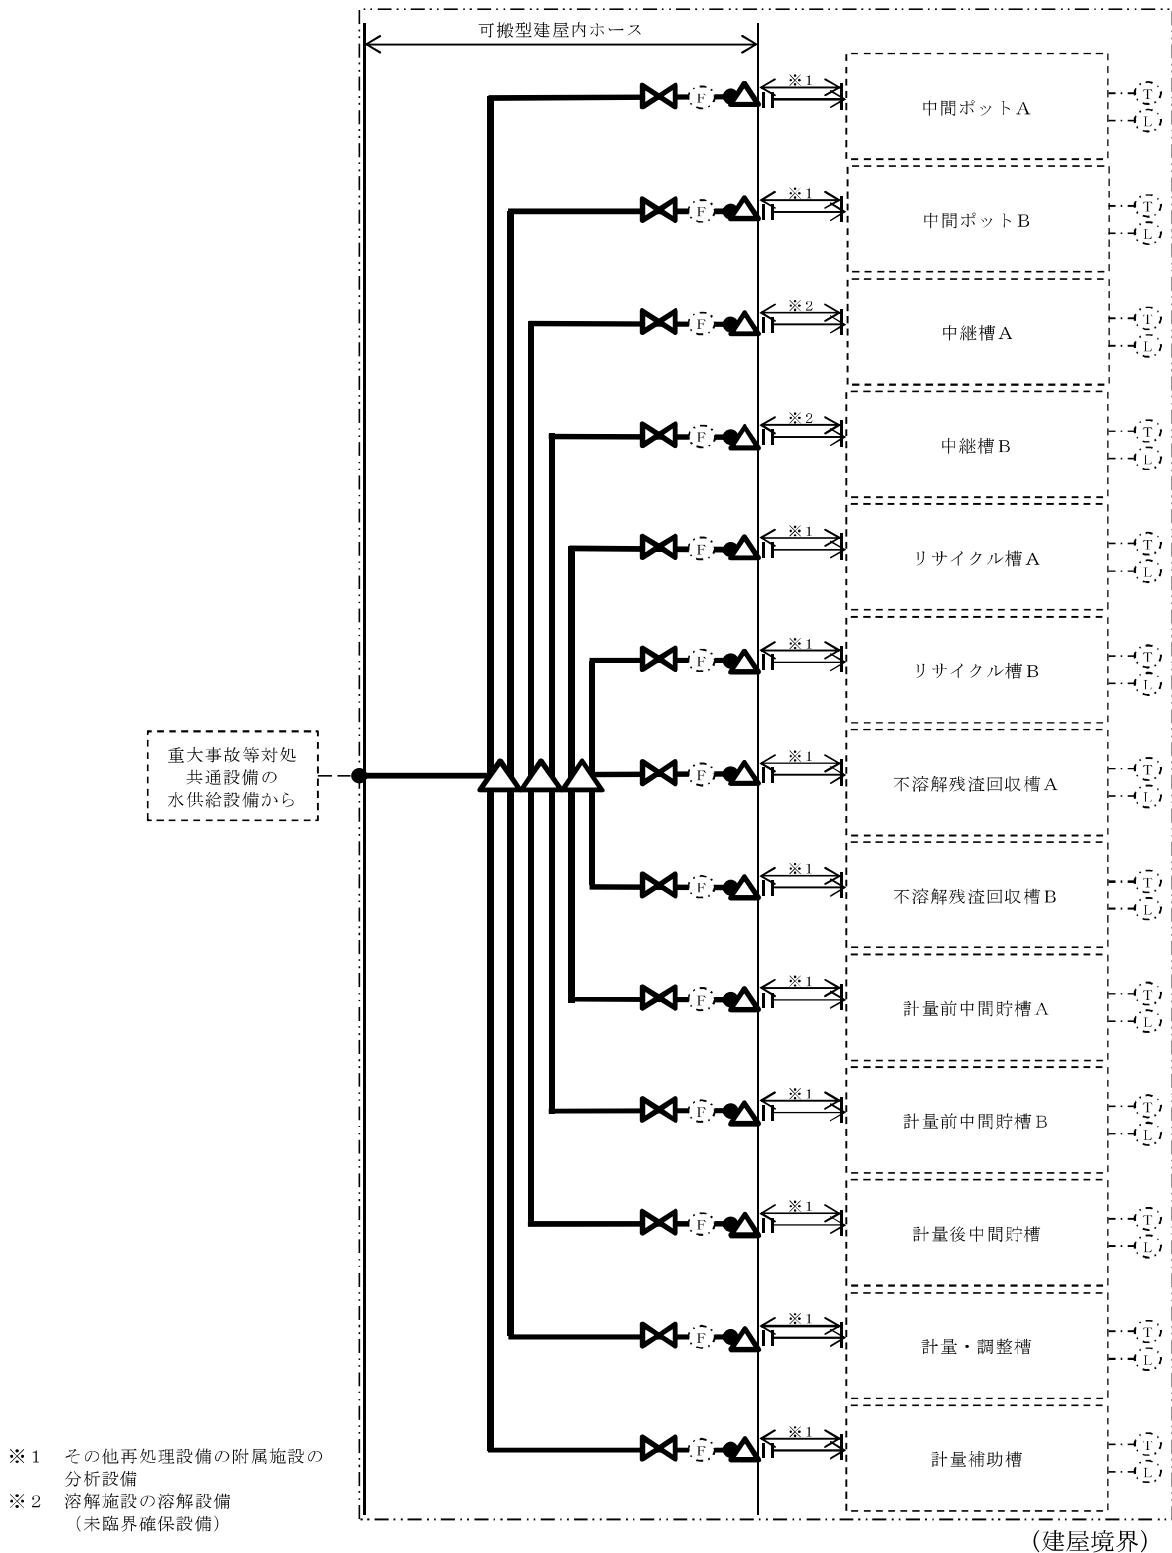 可搬型建屋内ホース
※1
F
中間ポットA
T
L
※1
F
中間ポットB
T
L
※2
F
中継槽A
T
L
※2
F
中継槽B
T
L
※1
F
リサイクル槽A
T
L
※1
F
リサイクル槽B
T
L
重大事故等対処
共通設備の
水供給設備から
※1
F
不溶解残渣回収槽A
T
L
※1
F
不溶解残渣回収槽B
T
L
※1
F
計量前中間貯槽A
T
L
※1
F
計量前中間貯槽B
T
L
※1
F
計量後中間貯槽
T
L
※1
F
計量・調整槽
T
L
※1
F
計量補助槽
T
L
※1 その他再処理設備の附属施設の
分析設備
※2 溶解施設の溶解設備
（未臨界確保設備）
（建屋境界）